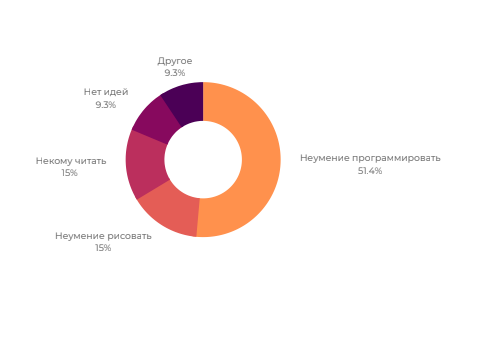 Другое
9.3%
Нет идей
9.3%
Некому читать
15%
Неумение программировать
51.4%
Неумение рисовать
15%